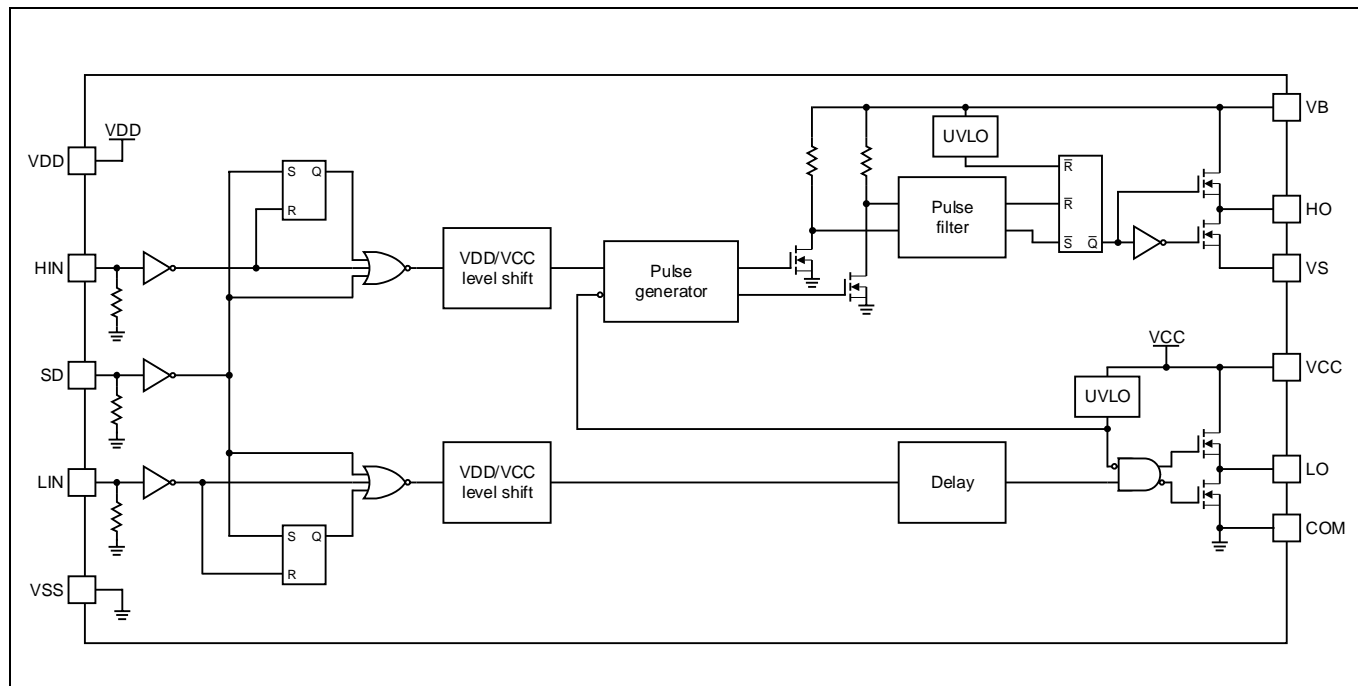 VDD
VDD
HIN
SD
LIN
VSS
S Q
R
VDD/VCC
level shift
Pulse
generator
UVLO
Pulse
filter
R̅
R̅
S̅ Q̅
VB
HO
VS
VCC
VCC
UVLO
LO
COM
VDD/VCC
level shift
Delay
S Q
R